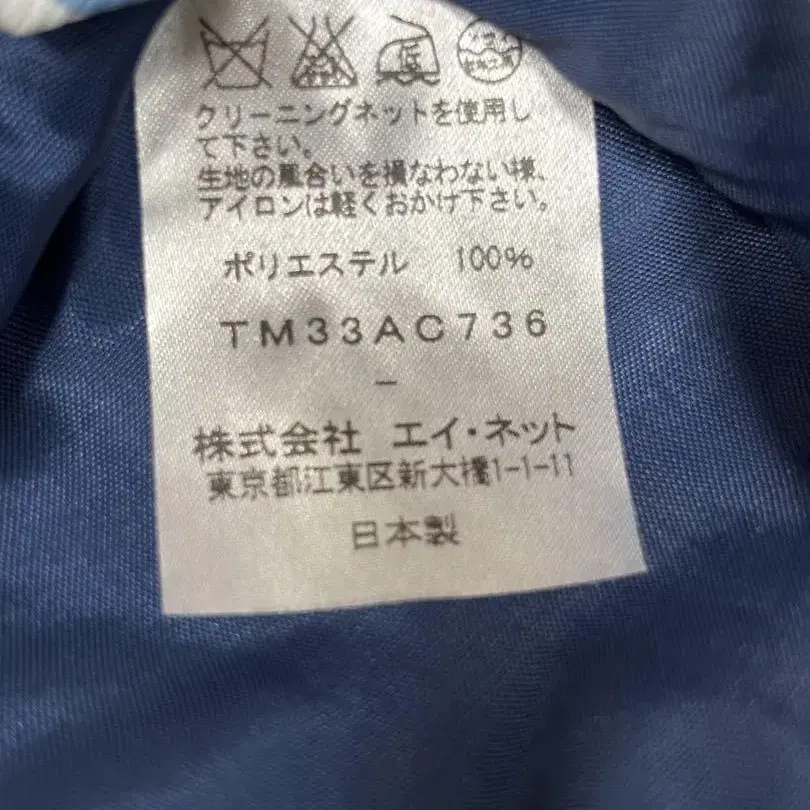 クリーニングネットを使用し
て下さい。
生地の風合いを損なわない様、
アイロンは軽くおかけ下さい。
ポリエステル 100%
TM33AC736
-
株式会社 エイ・ネット
東京都江東区新大橋1-1-11
日本製